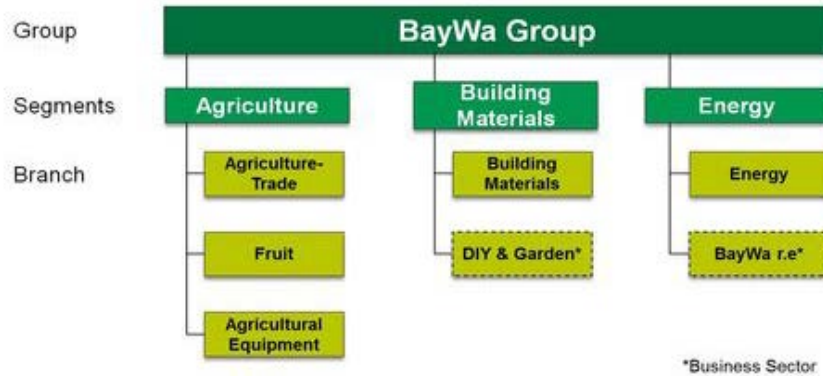 Group
BayWa Group
Segments
Agriculture
Building
Materials
Energy
Branch
Agriculture-
Trade
Building
Materials
Energy
Fruit
DIY & Garden*
BayWa r.e*
Agricultural
Equipment
*Business Sector